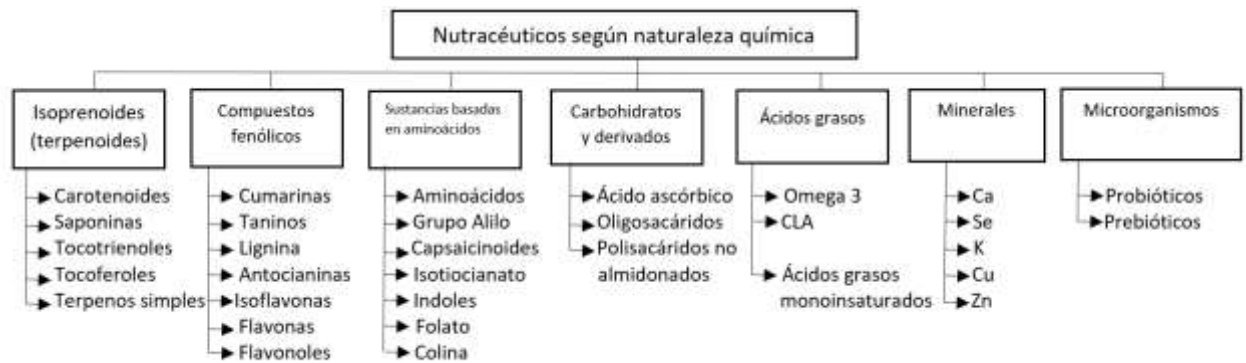 Nutracéuticos según naturaleza química
Isoprenoides
(terpenoides)
Carotenoides
Saponinas
Tocotrienoles
Tocoferoles
Terpenos simples
Compuestos
fenólicos
Cumarinas
Taninos
Lignina
Antocianinas
Isoflavonas
Flavonas
Flavonoles
Sustancias basadas
en aminoácidos
Aminoácidos
Grupo Alilo
Capsaicinoides
Isotiocianato
Indoles
Folato
Colina
Carbohidratos
y derivados
Ácido ascórbico
Oligosacáridos
Polisacáridos no
almidonados
Ácidos grasos
Omega 3
CLA
Ácidos grasos
monoinsaturados
Minerales
Ca
Se
K
Cu
Zn
Microorganismos
Probióticos
Prebióticos